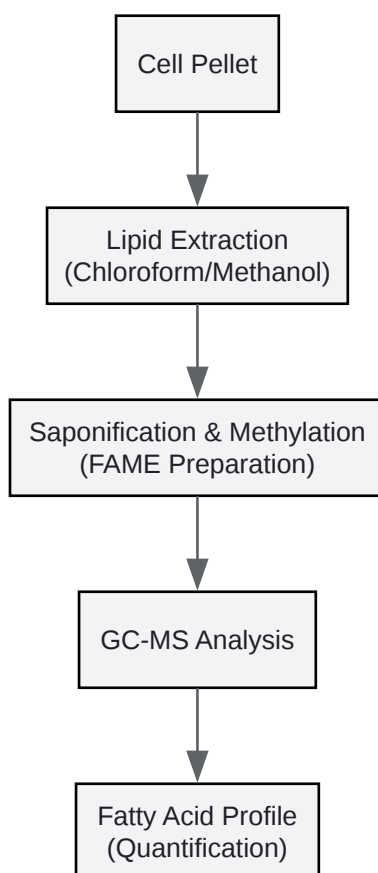 Cell Pellet
Lipid Extraction
(Chloroform/Methanol)
Saponification & Methylation
(FAME Preparation)
GC-MS Analysis
Fatty Acid Profile
(Quantification)